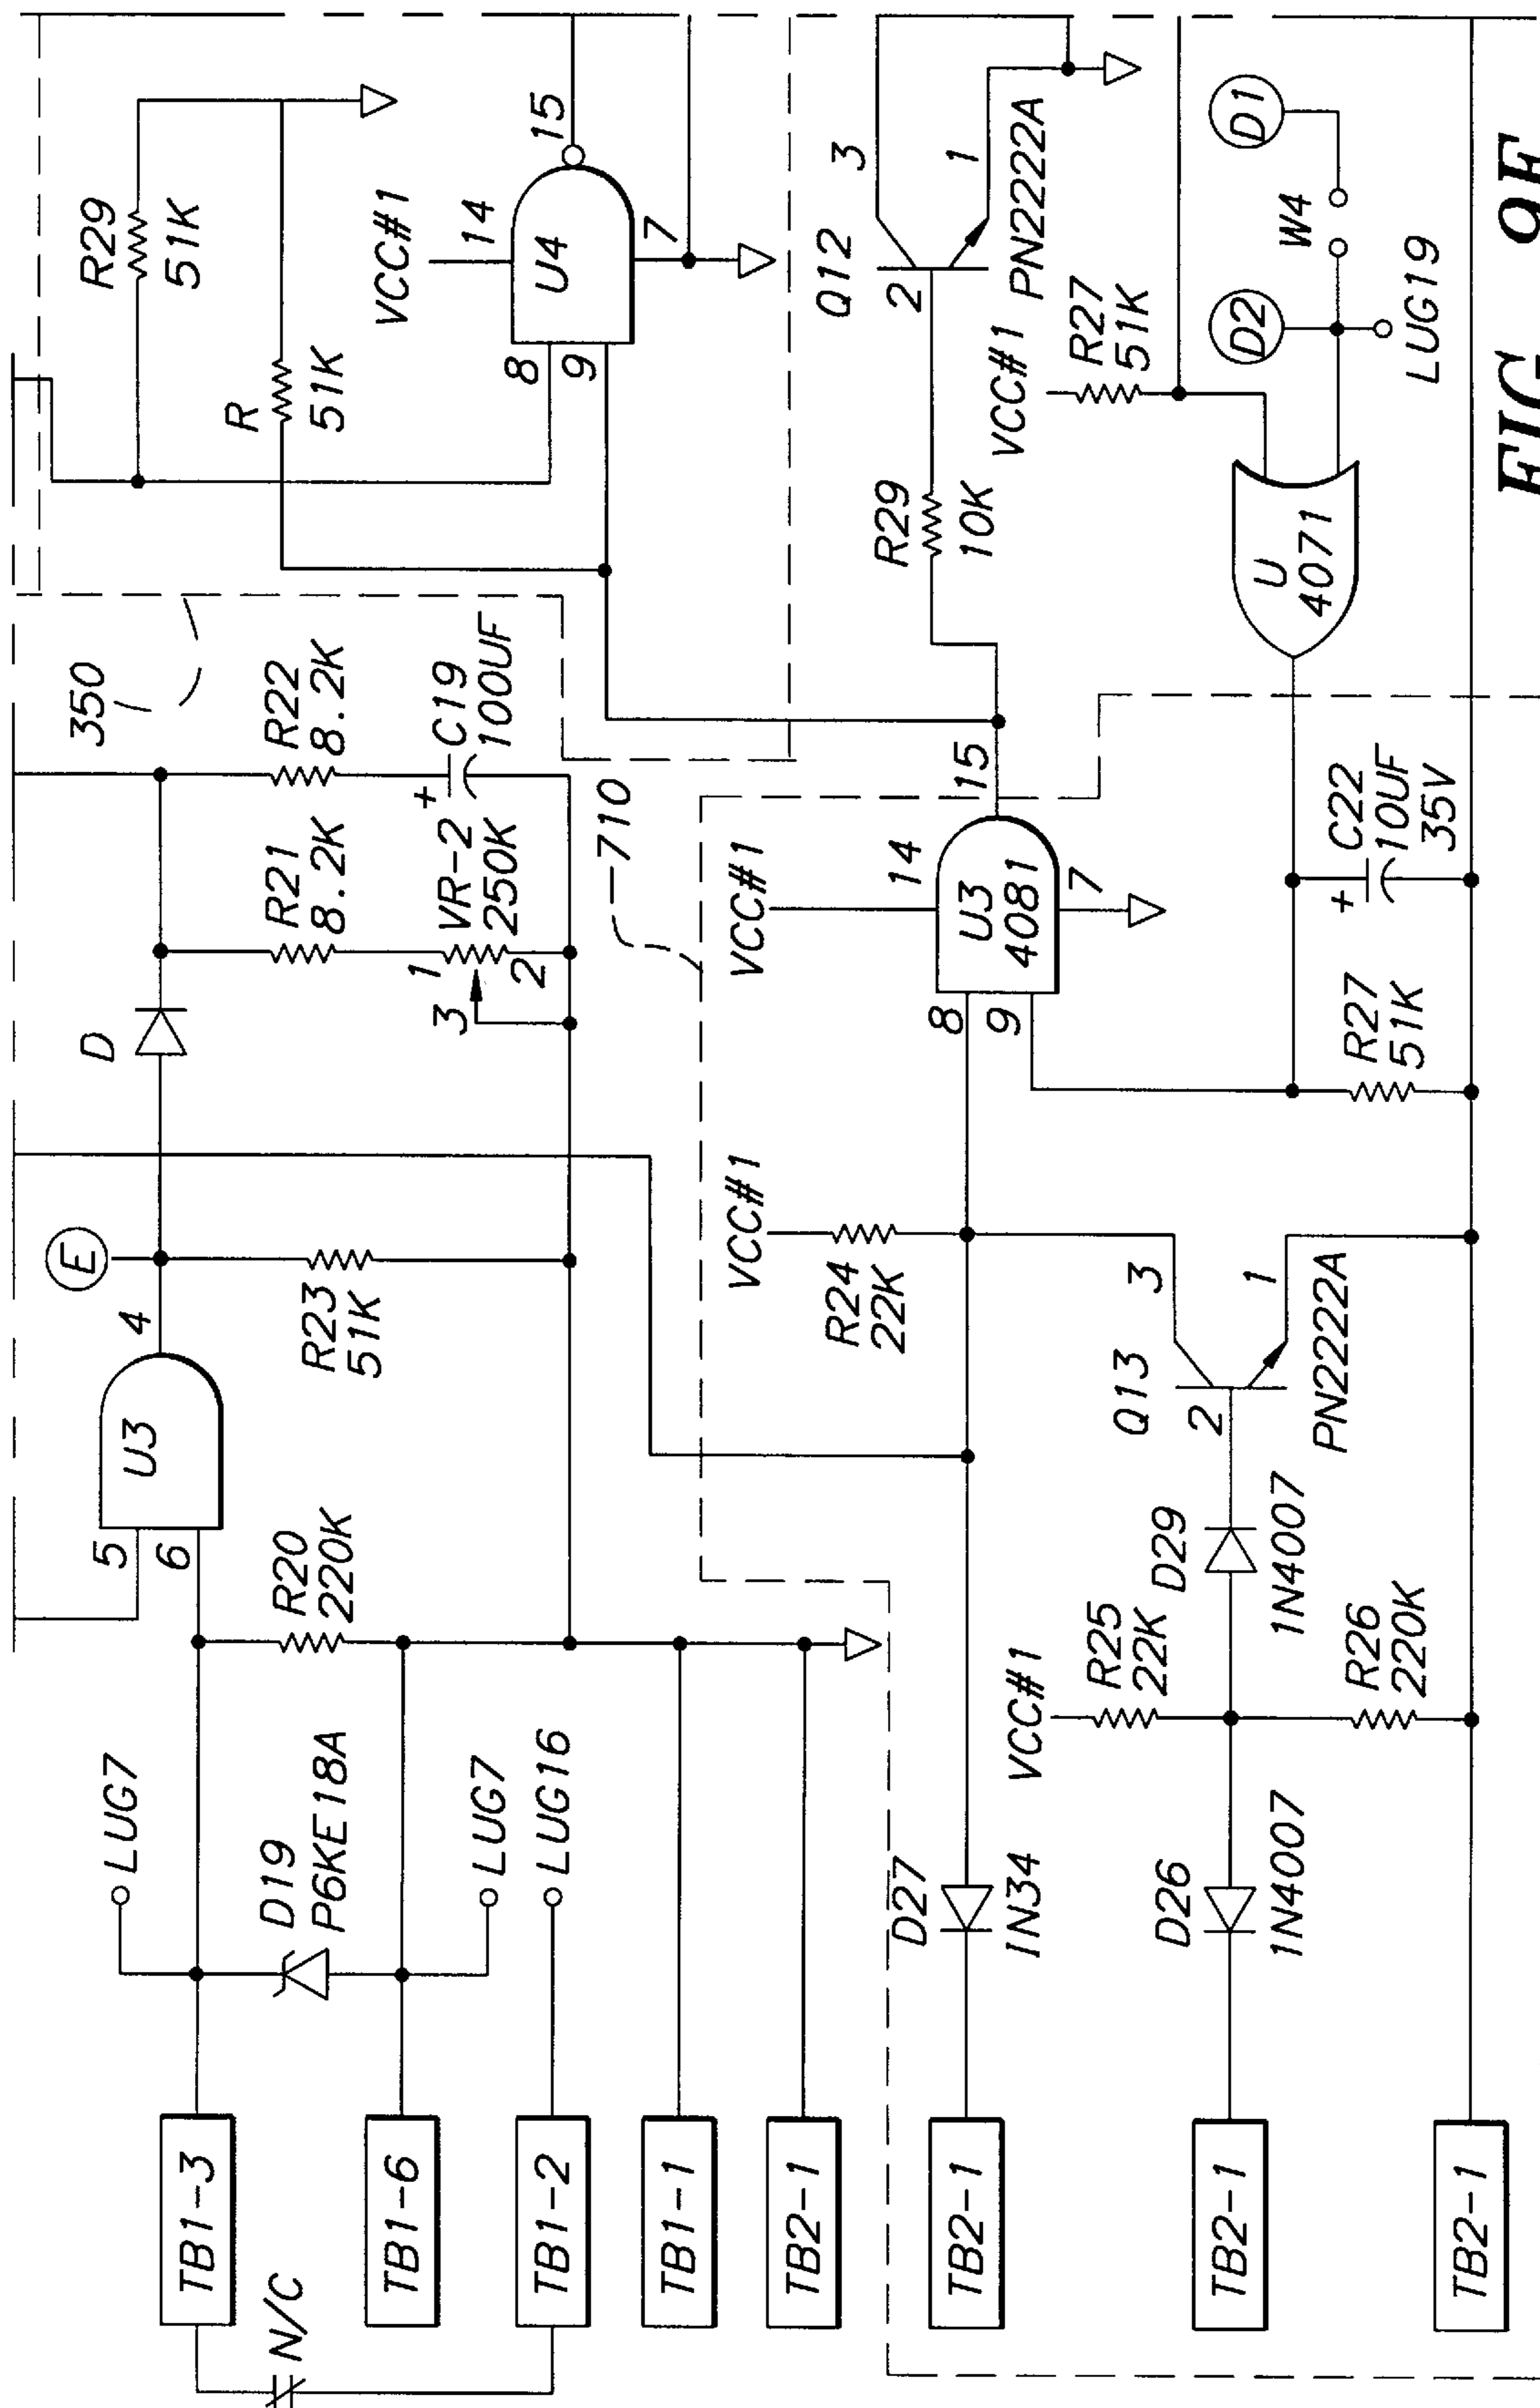 R29
51K
R
51K
VCC#1
14
8
9
U4
15
7
350
R22
8.2K
C19
+
100UF
R21
8.2K
VR-2
250K
1
3
2
D
E
4
R23
51K
U3
5
6
R20
220K
LUG7
D19
P6KE18A
LUG7
LUG16
TB1-3
N/C
TB1-6
TB1-2
TB1-1
TB2-1
710
VCC#1
14
8
9
U3
4081
15
7
Q12
3
2
1
PN222A
R29
10K
VCC#1
R27
51K
D1
D2
W4
LUG19
U
4071
C22
+
10UF
35V
R27
51K
VCC#1
R24
22K
Q13
3
2
1
PN2222A
D29
1N4007
VCC#1
R25
22K
R26
220K
D27
1N34
D26
1N4007
TB2-1
TB2-1
TB2-1